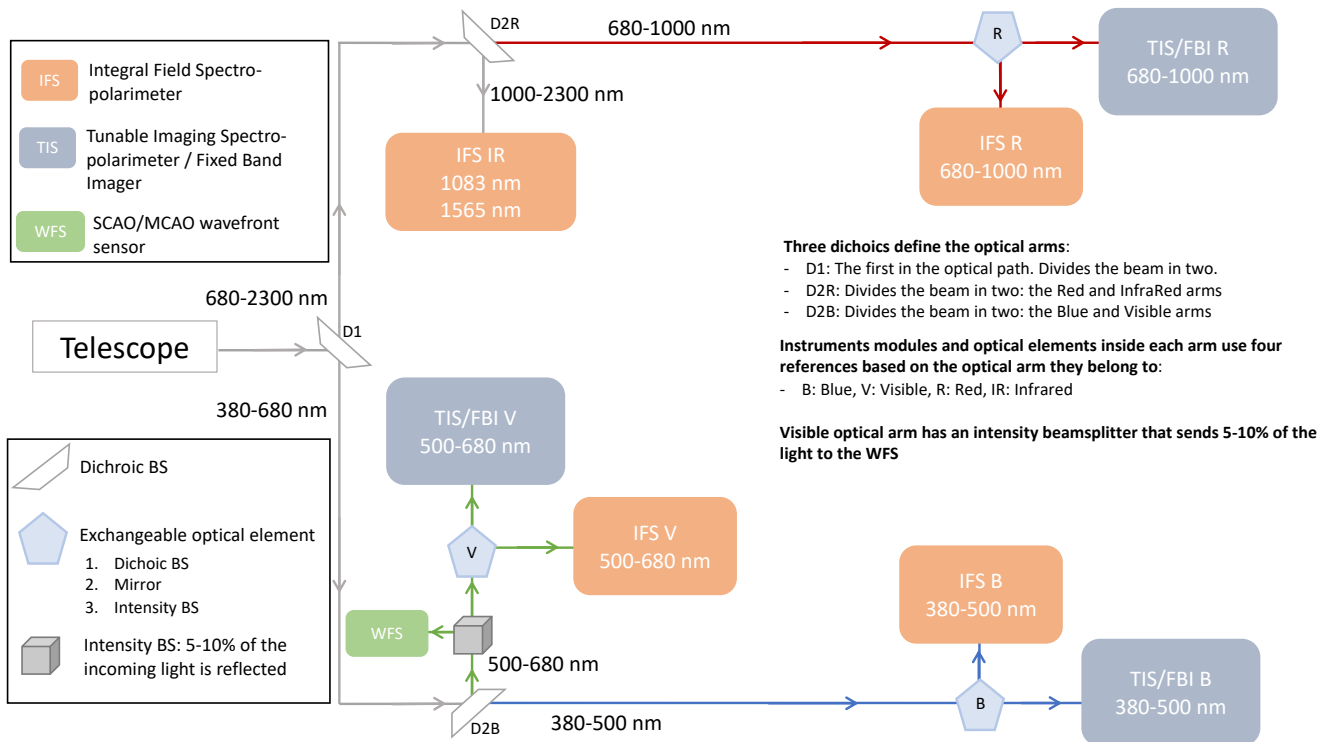 D2R
680-1000 nm
R
TIS/FBI R
680-1000 nm
IFS
Integral Field Spectro-
polarimeter
TIS
Tunable Imaging Spectro-
polarimeter / Fixed Band
Imager
WFS
SCAO/MCAO wavefront
sensor
1000-2300 nm
IFS IR
1083 nm
1565 nm
IFS R
680-1000 nm
Three dichoics define the optical arms:
- D1: The first in the optical path. Divides the beam in two.
- D2R: Divides the beam in two: the Red and InfraRed arms
- D2B: Divides the beam in two: the Blue and Visible arms
Instruments modules and optical elements inside each arm use four
references based on the optical arm they belong to:
- B: Blue, V: Visible, R: Red, IR: Infrared
Visible optical arm has an intensity beamsplitter that sends 5-10% of the
light to the WFS
680-2300 nm
D1
Telescope
380-680 nm
Dichroic BS
Exchangeable optical element
1. Dichoic BS
2. Mirror
3. Intensity BS
Intensity BS: 5-10% of the
incoming light is reflected
TIS/FBI V
500-680 nm
V
IFS V
500-680 nm
WFS
500-680 nm
D2B
380-500 nm
IFS B
380-500 nm
B
TIS/FBI B
380-500 nm